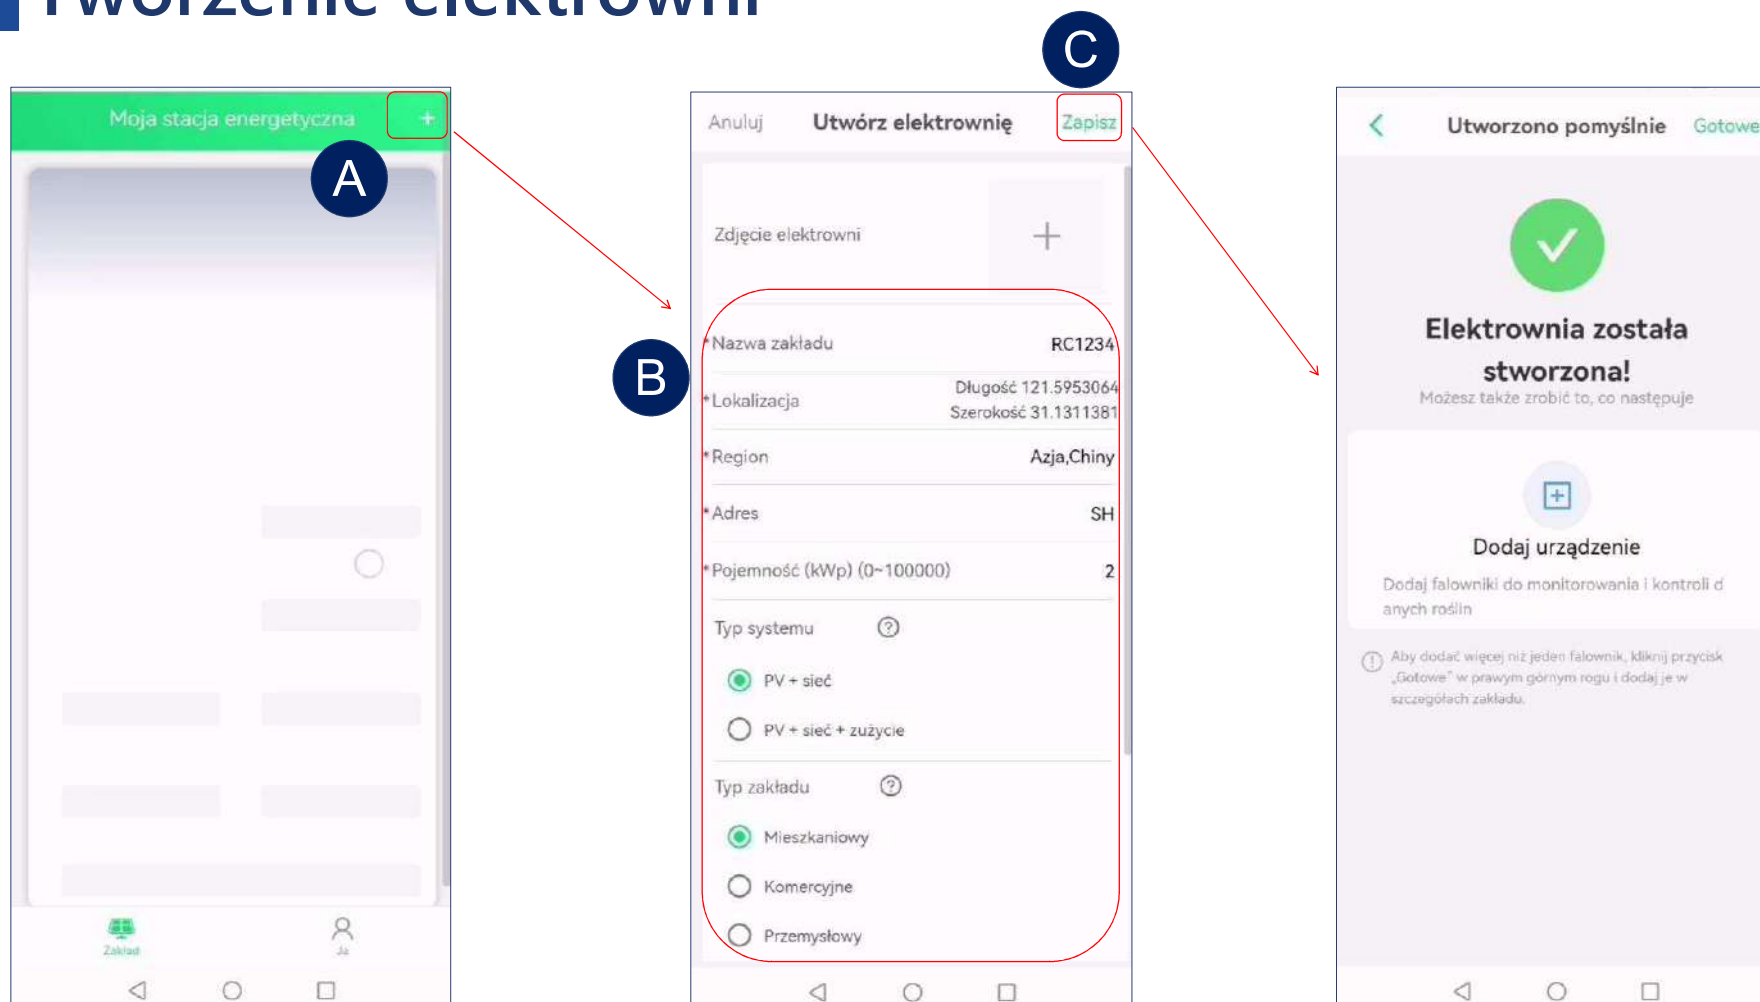 Tworzenie elektrowni
C
Moja stacja energetyczna +
A
Zakład
Ja
Anuluj Utwórz elektrownię Zapisz
Zdjęcie elektrowni
B
*Nazwa zakładu RC1234
*Lokalizacja Długość 121.5953064
Szerokość 31.1311381
*Region Azja,Chiny
*Adres SH
*Pojemność (kWp) (0~100000) 2
Typ systemu ?
PV + sieć
PV + sieć + zużycie
Typ zakładu ?
Mieszkaniowy
Komercyjne
Przemysłowy
Utworzono pomyślnie Gotowe
Elektrownia została
stworzona!
Możesz także zrobić to, co następuje
Dodaj urządzenie
Dodaj falowniki do monitorowania i kontroli d
anych roślin
Aby dodać więcej niż jeden falownik, kliknij przycisk
„Gotowe” w prawym górnym rogu i dodaj je w
szczegółach zakładu.